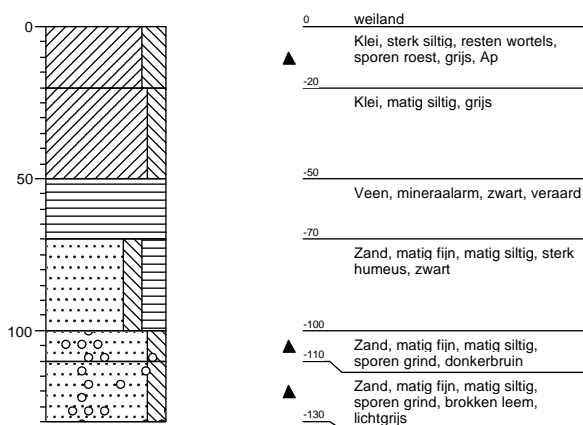 0
50
100
0 weiland
Klei, sterk siltig, resten wortels,
sporen roest, grijs, Ap
-20
Klei, matig siltig, grijs
-50
Veen, mineraalarm, zwart, veraard
-70
Zand, matig fijn, matig siltig, sterk
humeus, zwart
-100
Zand, matig fijn, matig siltig,
sporen grind, donkerbruin
-110
Zand, matig fijn, matig siltig,
sporen grind, brokken leem,
lichtgrijs
-130